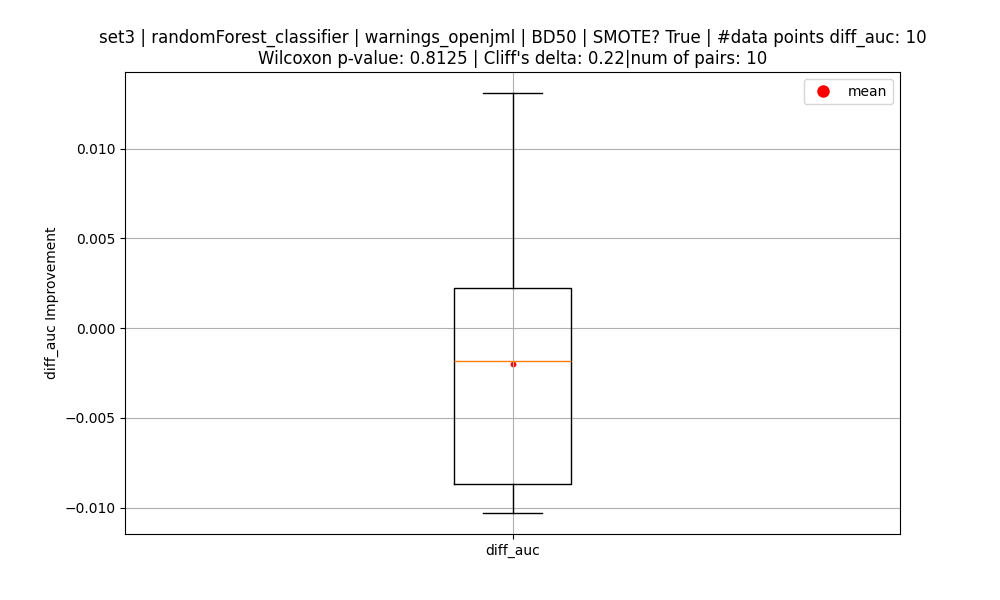 set3 | randomForest_classifier | warnings_openjml | BD50 | SMOTE? True | #data points diff_auc: 10
Wilcoxon p-value: 0.8125 | Cliff's delta: 0.22|num of pairs: 10
mean
0.010
0.005
0.000
−0.005
−0.010
diff_auc Improvement
diff_auc